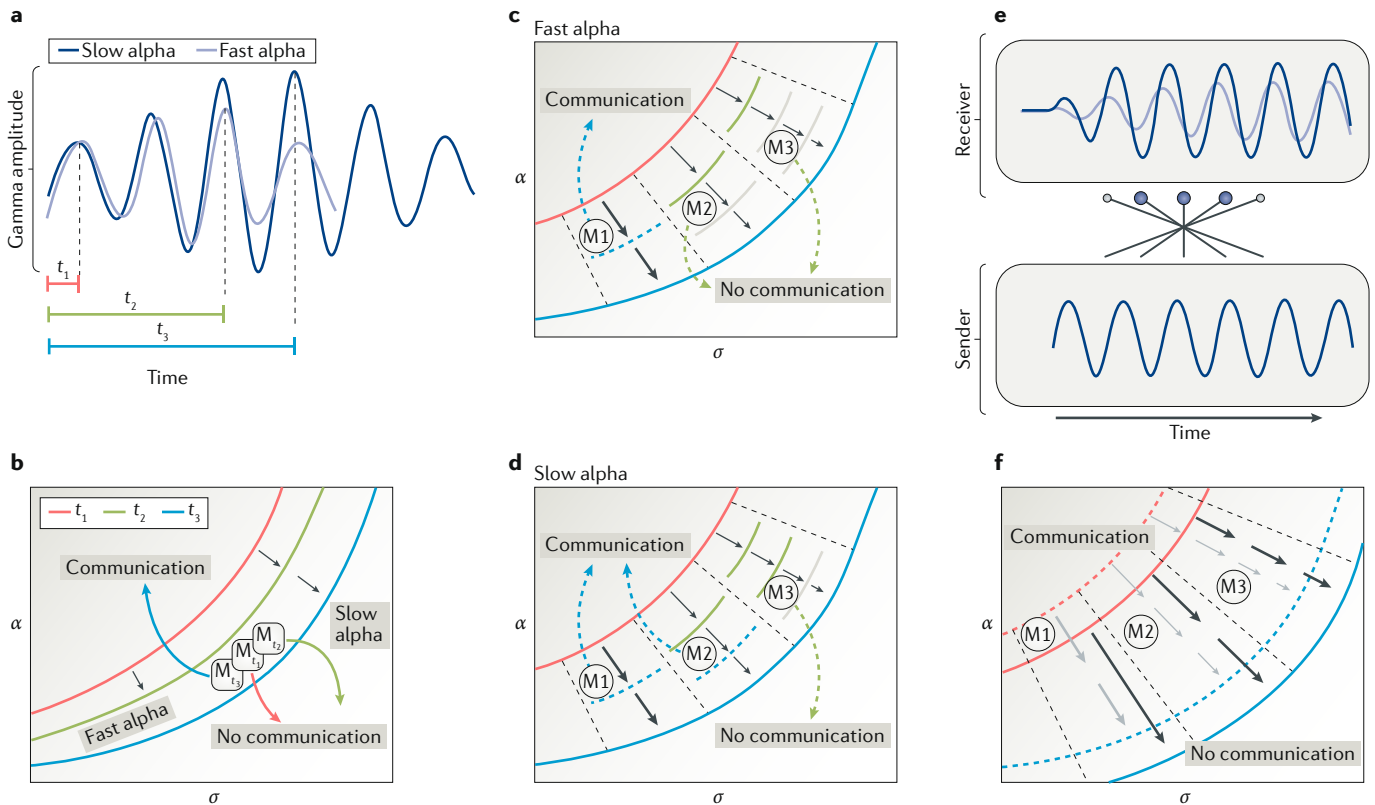 a
Slow alpha
Fast alpha
Gamma amplitude
t1
t2
t3
Time
b
t1
t2
t3
Communication
Slow
alpha
Mt2
Mt1
Mt3
Fast alpha
No communication
α
σ
c
Fast alpha
Communication
M3
M2
M1
No communication
α
σ
d
Slow alpha
Communication
M3
M2
M1
No communication
σ
e
Receiver
Sender
Time
f
Communication
M3
M1
M2
No communication
α
σ